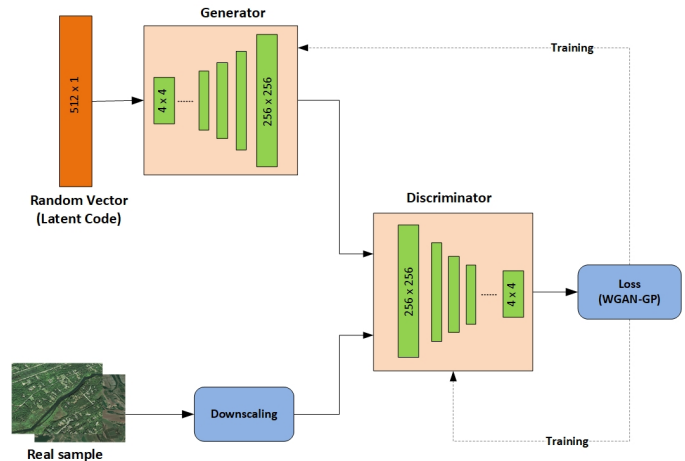 Generator
Training
512 x 1
4 x 4
......
256 x 256
Random Vector
(Latent Code)
Discriminator
256 x 256
......
4 x 4
Loss
(WGAN-GP)
Downscaling
Training
Real sample